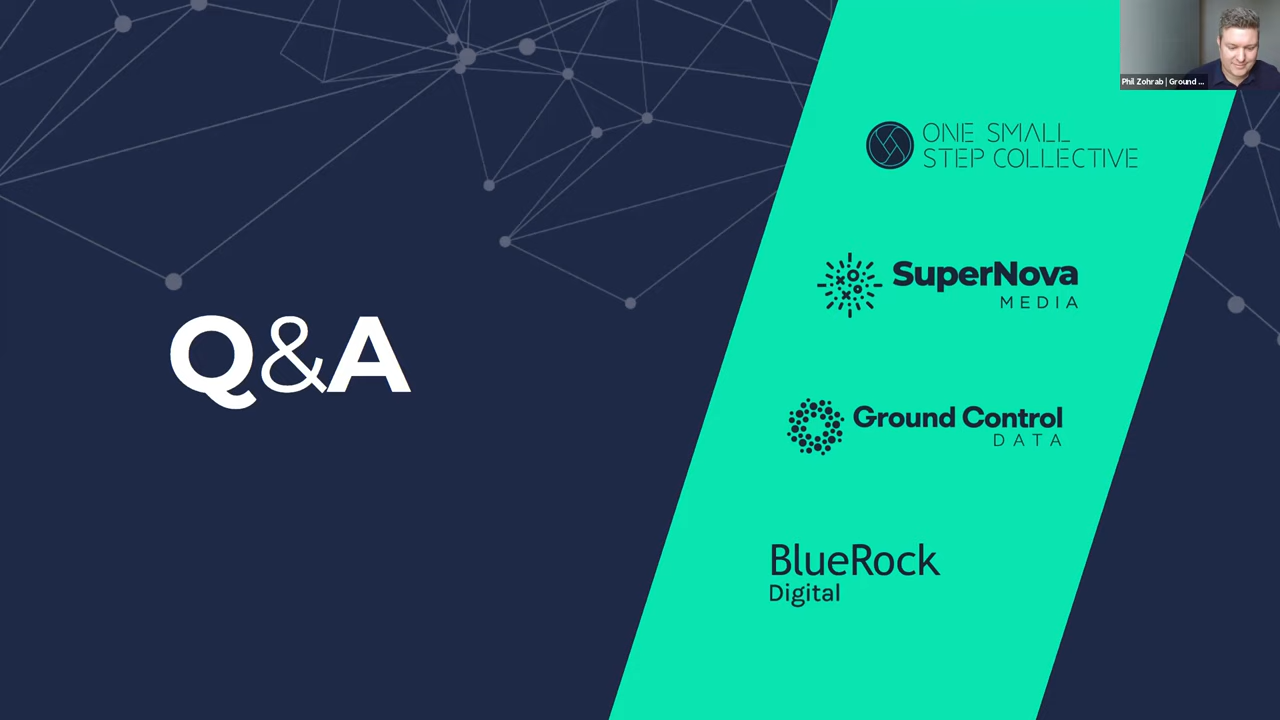 Phil Zohrab | Ground ...
ONE SMALL
STEP COLLECTIVE
SuperNova
MEDIA
Q&A
Ground Control
DATA
BlueRock
Digital